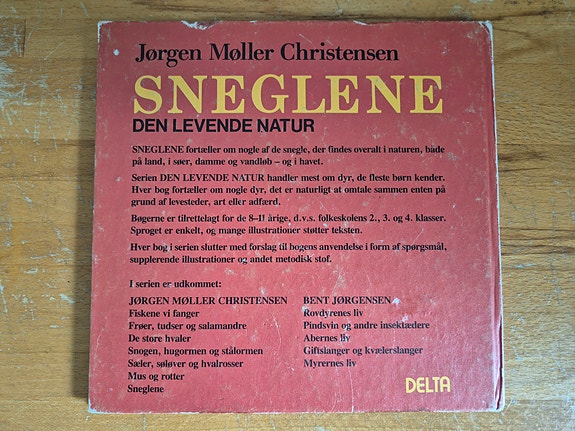 Jørgen Møller Christensen
SNEGLENE
DEN LEVENDE NATUR
SNEGLENE fortæller om nogle af de snegle, der findes overalt i naturen, både
på land, i søer, damme og vandløb – og i havet.
Serien DEN LEVENDE NATUR handler mest om dyr, de fleste børn kender.
Hver bog fortæller om nogle dyr, det er naturligt at omtale sammen enten på
grund af levesteder, art eller adfærd.
Bøgerne er tilrettelagt for de 8–11 årige, d.v.s. folkeskolens 2., 3. og 4. klasser.
Sproget er enkelt, og mange illustrationer støtter teksten.
Hver bog i serien slutter med forslag til bogens anvendelse i form af spørgsmål,
supplerende illustrationer og andet metodisk stof.
I serien er udkommet:
JØRGEN MØLLER CHRISTENSEN
Fiskene vi fanger
Frøer, tudser og salamandre
De store hvaler
Snogen, hugormen og stålormen
Sæler, søløver og hvalrosser
Mus og rotter
Sneglene
BENT JØRGENSEN
Rovdyrenes liv
Pindsvin og andre insektædere
Abernes liv
Giftslanger og kvælerslanger
Myrernes liv
DELTA